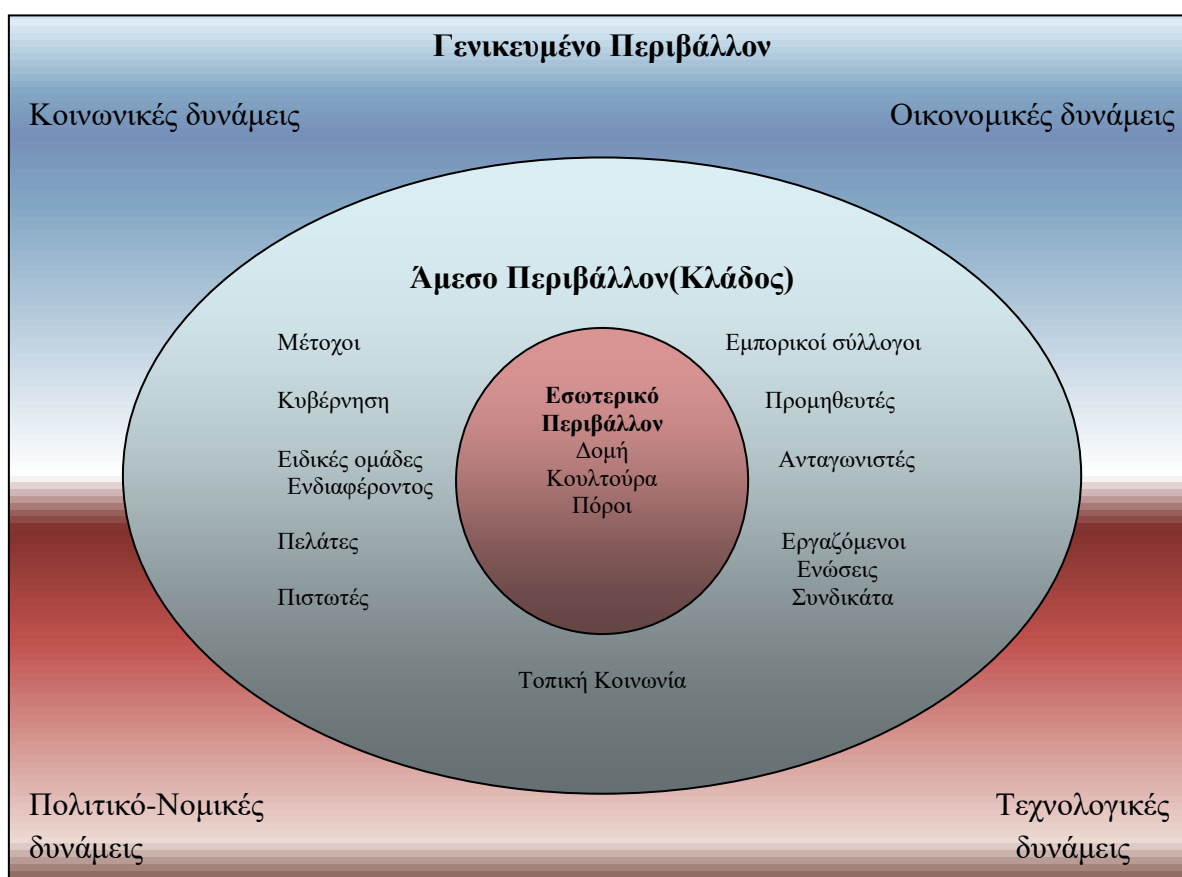 Γενικευμένο Περιβάλλον
Κοινωνικές δυνάμεις
Οικονομικές δυνάμεις
Άμεσο Περιβάλλον(Κλάδος)
Μέτοχοι
Εμπορικοί σύλλογοι
Κυβέρνηση
Προμηθευτές
Ειδικές ομάδες
Ενδιαφέροντος
Ανταγωνιστές
Πελάτες
Πιστωτές
Εσωτερικό
Περιβάλλον
Δομή
Κουλτούρα
Πόροι
Εργαζόμενοι
Ενώσεις
Συνδικάτα
Τοπική Κοινωνία
Πολιτικό-Νομικές
δυνάμεις
Τεχνολογικές
δυνάμεις